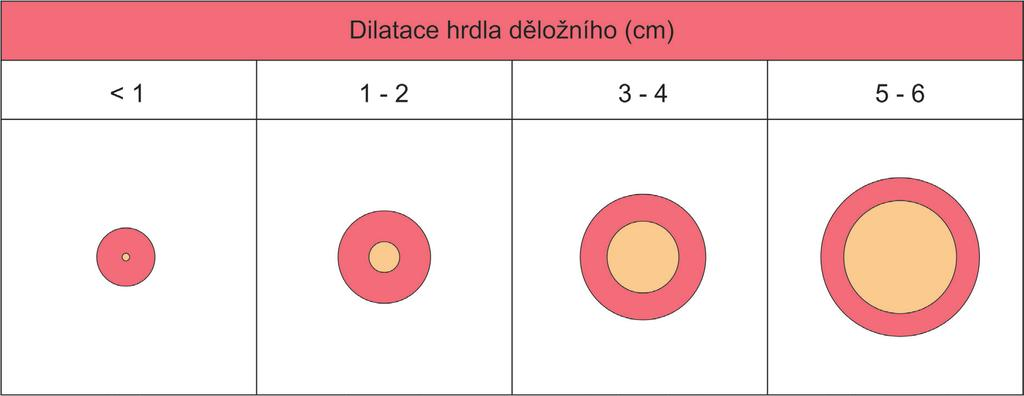 Dilatace hrdla děložního (cm)
< 1
1 - 2
3 - 4
5 - 6